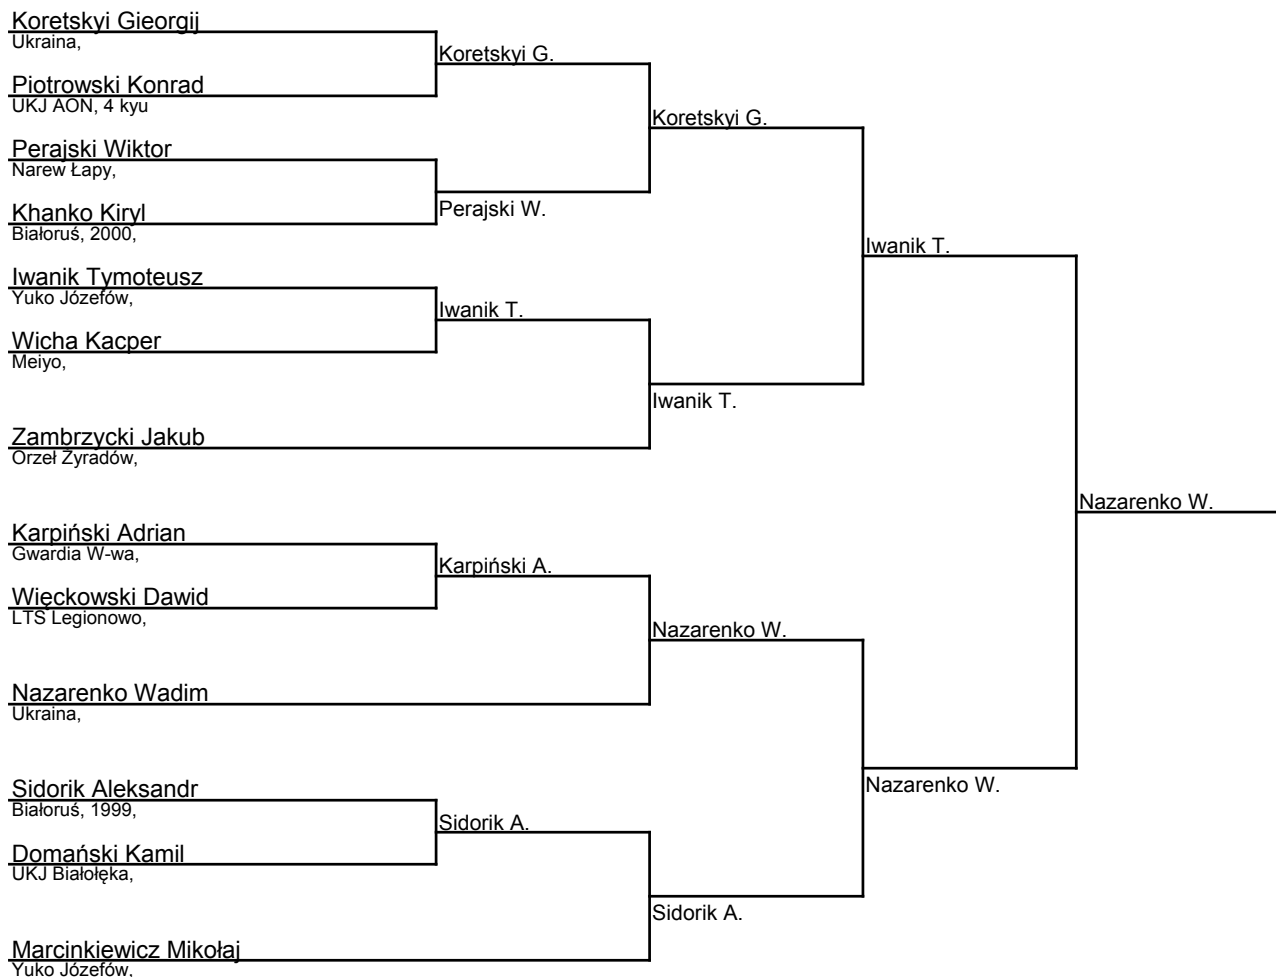 Koretskyi Gieorgij
Ukraina,
Koretskyi G.
Piotrowski Konrad
UKJ AON, 4 kyu
Koretskyi G.
Perajski Wiktor
Narew Łapy,
Perajski W.
Khanko Kiryl
Białoruś, 2000,
Iwanik T.
Iwanik Tymoteusz
Yuko Józefów,
Iwanik T.
Wicha Kacper
Meiyo,
Iwanik T.
Zambrzycki Jakub
Orzeł Żyradów,
Nazarenko W.
Karpiński Adrian
Gwardia W-wa,
Karpiński A.
Więckowski Dawid
LTS Legionowo,
Nazarenko W.
Nazarenko Wadim
Ukraina,
Nazarenko W.
Sidorik Aleksandr
Białoruś, 1999,
Sidorik A.
Domański Kamil
UKJ Białołęka,
Sidorik A.
Marcinkiewicz Mikołaj
Yuko Józefów,